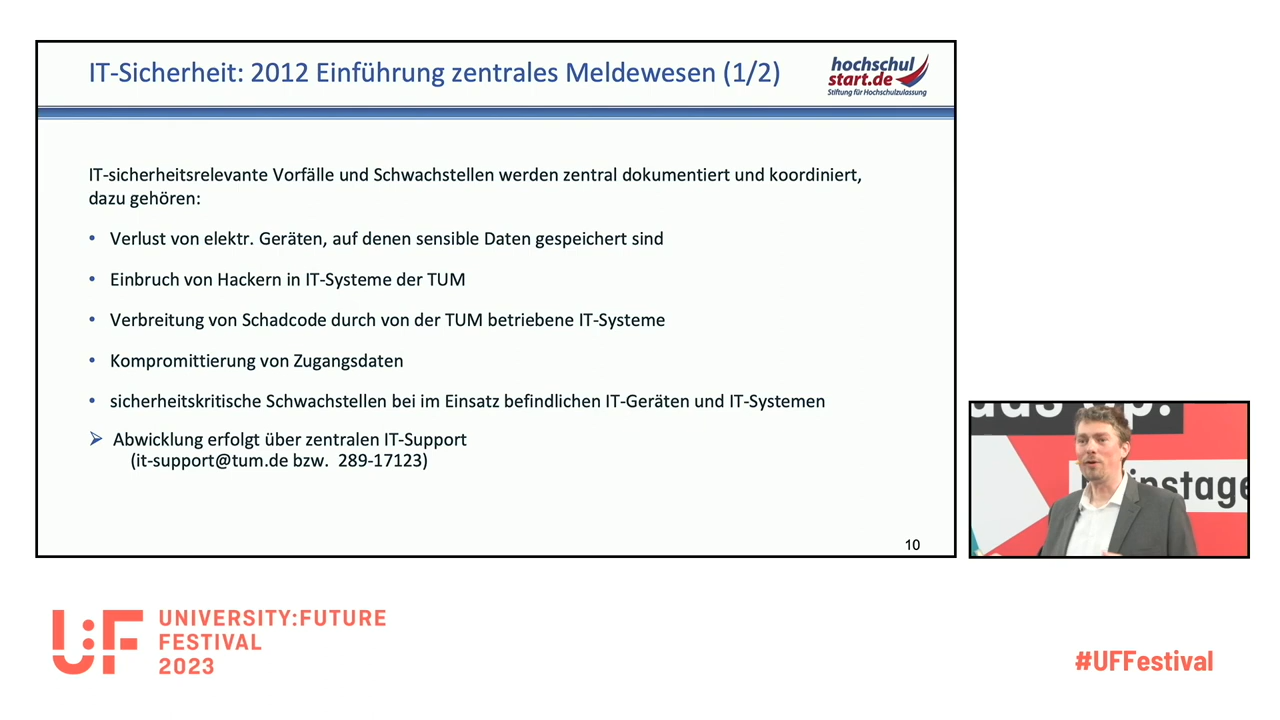 IT-Sicherheit: 2012 Einführung zentrales Meldewesen (1/2)
hochschul
start.de
Stiftung für Hochschulzulassung
IT-sicherheitsrelevante Vorfälle und Schwachstellen werden zentral dokumentiert und koordiniert,
dazu gehören:
• Verlust von elektr. Geräten, auf denen sensible Daten gespeichert sind
• Einbruch von Hackern in IT-Systeme der TUM
• Verbreitung von Schadcode durch von der TUM betriebene IT-Systeme
• Kompromittierung von Zugangsdaten
• sicherheitskritische Schwachstellen bei im Einsatz befindlichen IT-Geräten und IT-Systemen
➢ Abwicklung erfolgt über zentralen IT-Support
(it-support@tum.de bzw. 289-17123)
10
U:F
UNIVERSITY:FUTURE
FESTIVAL
2023
#UFFestival